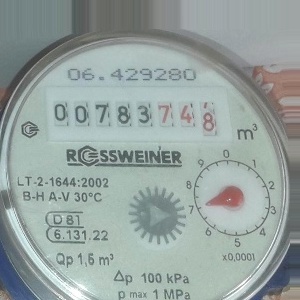 06.429280
00783748 m³
ROSSWEINER
LT-2-1644:2002
B-H A-V 30°C
D 81
6.131.22
Qp 1,5 m³
Δp 100 kPa
p max 1 MPa
0
1
2
3
4
5
6
7
8
9
x0,0001